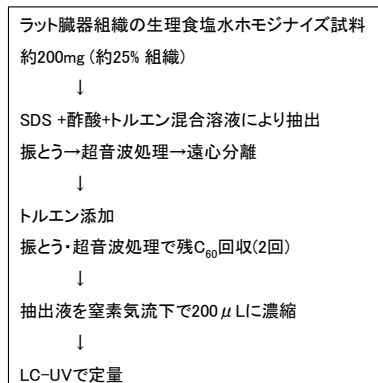 ラット臓器組織の生理食塩水ホモジナイズ試料
約200mg (約25% 組織)
↓
SDS +酢酸+トルエン混合溶液により抽出
振とう→超音波処理→遠心分離
↓
トルエン添加
振とう・超音波処理で残C₆₀回収(2回)
↓
抽出液を窒素気流下で200μLに濃縮
↓
LC-UVで定量